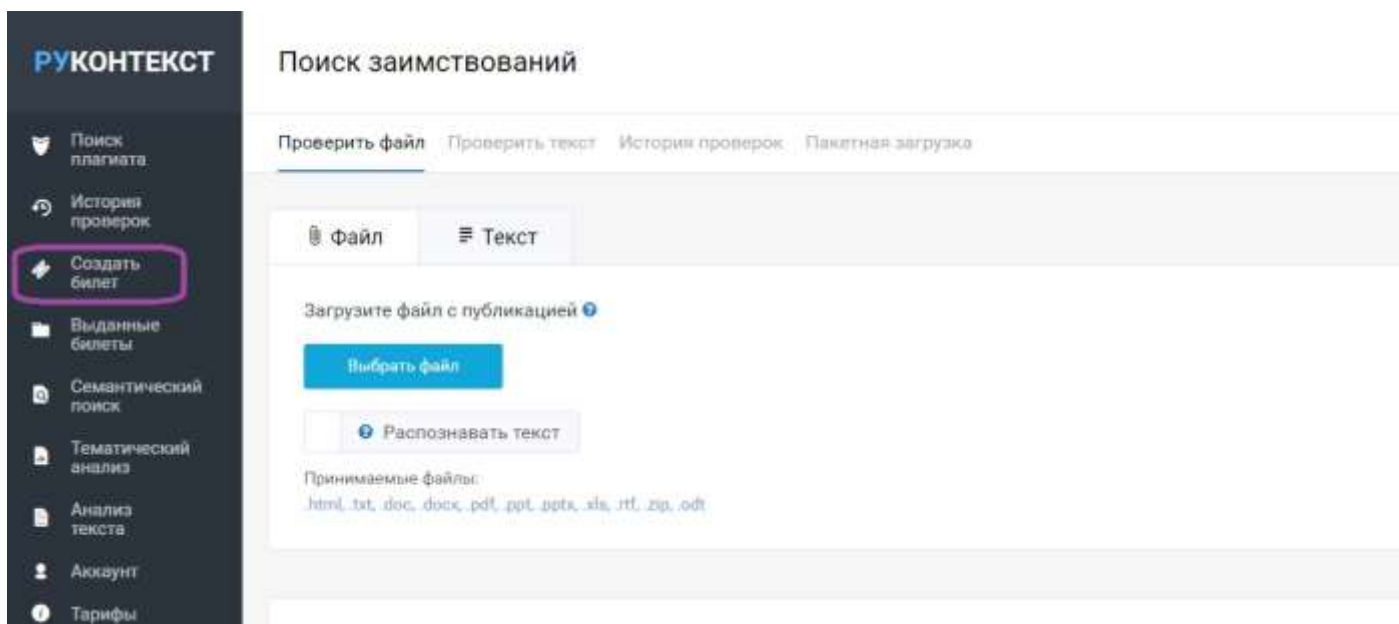 РУКОНТЕКСТ
Поиск
плагиата
История
проверок
Создать
билет
Выданные
билеты
Семантический
поиск
Тематический
анализ
Анализ
текста
Аккаунт
Тарифы
Поиск заимствований
Проверить файл Проверить текст История проверок Пакетная загрузка
Файл Текст
Загрузите файл с публикацией ?
Выбрать файл
? Распознавать текст
Принимаемые файлы:
.html, .txt, .doc, .docx, .pdf, .ppt, .pptx, .xls, .rtf, .zip, .odt